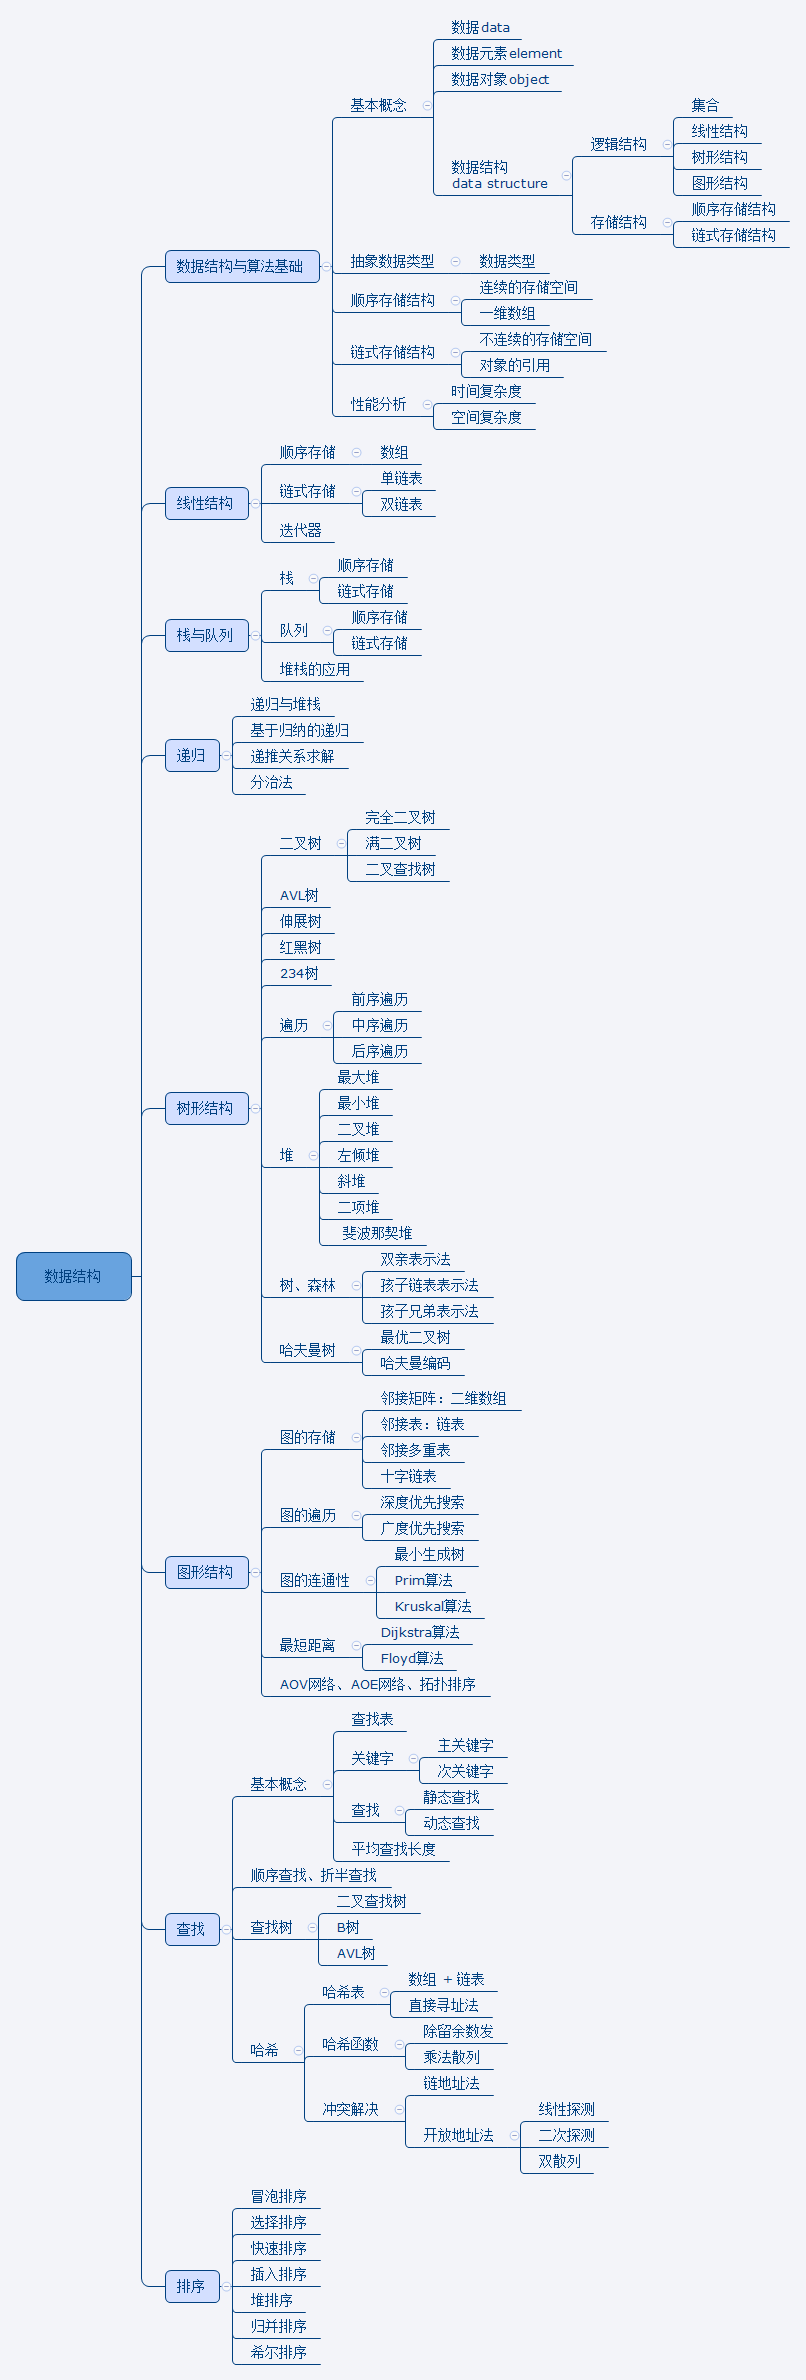 数据结构
数据结构与算法基础
基本概念
数据data
数据元素element
数据对象object
数据结构
data structure
逻辑结构
集合
线性结构
树形结构
图形结构
存储结构
顺序存储结构
链式存储结构
抽象数据类型
数据类型
顺序存储结构
连续的存储空间
一维数组
链式存储结构
不连续的存储空间
对象的引用
性能分析
时间复杂度
空间复杂度
线性结构
顺序存储
数组
链式存储
单链表
双链表
迭代器
栈与队列
栈
顺序存储
链式存储
队列
顺序存储
链式存储
堆栈的应用
递归
递归与堆栈
基于归纳的递归
递推关系求解
分治法
树形结构
二叉树
完全二叉树
满二叉树
二叉查找树
AVL树
伸展树
红黑树
234树
遍历
前序遍历
中序遍历
后序遍历
堆
最大堆
最小堆
二叉堆
左倾堆
斜堆
二项堆
斐波那契堆
树、森林
双亲表示法
孩子链表表示法
孩子兄弟表示法
哈夫曼树
最优二叉树
哈夫曼编码
图形结构
图的存储
邻接矩阵：二维数组
邻接表：链表
邻接多重表
十字链表
图的遍历
深度优先搜索
广度优先搜索
图的连通性
最小生成树
Prim算法
Kruskal算法
最短距离
Dijkstra算法
Floyd算法
AOV网络、AOE网络、拓扑排序
查找
基本概念
查找表
关键字
主关键字
次关键字
查找
静态查找
动态查找
平均查找长度
顺序查找、折半查找
查找树
二叉查找树
B树
AVL树
哈希
哈希表
数组 + 链表
直接寻址法
哈希函数
除留余数发
乘法散列
冲突解决
链地址法
开放地址法
线性探测
二次探测
双散列
排序
冒泡排序
选择排序
快速排序
插入排序
堆排序
归并排序
希尔排序